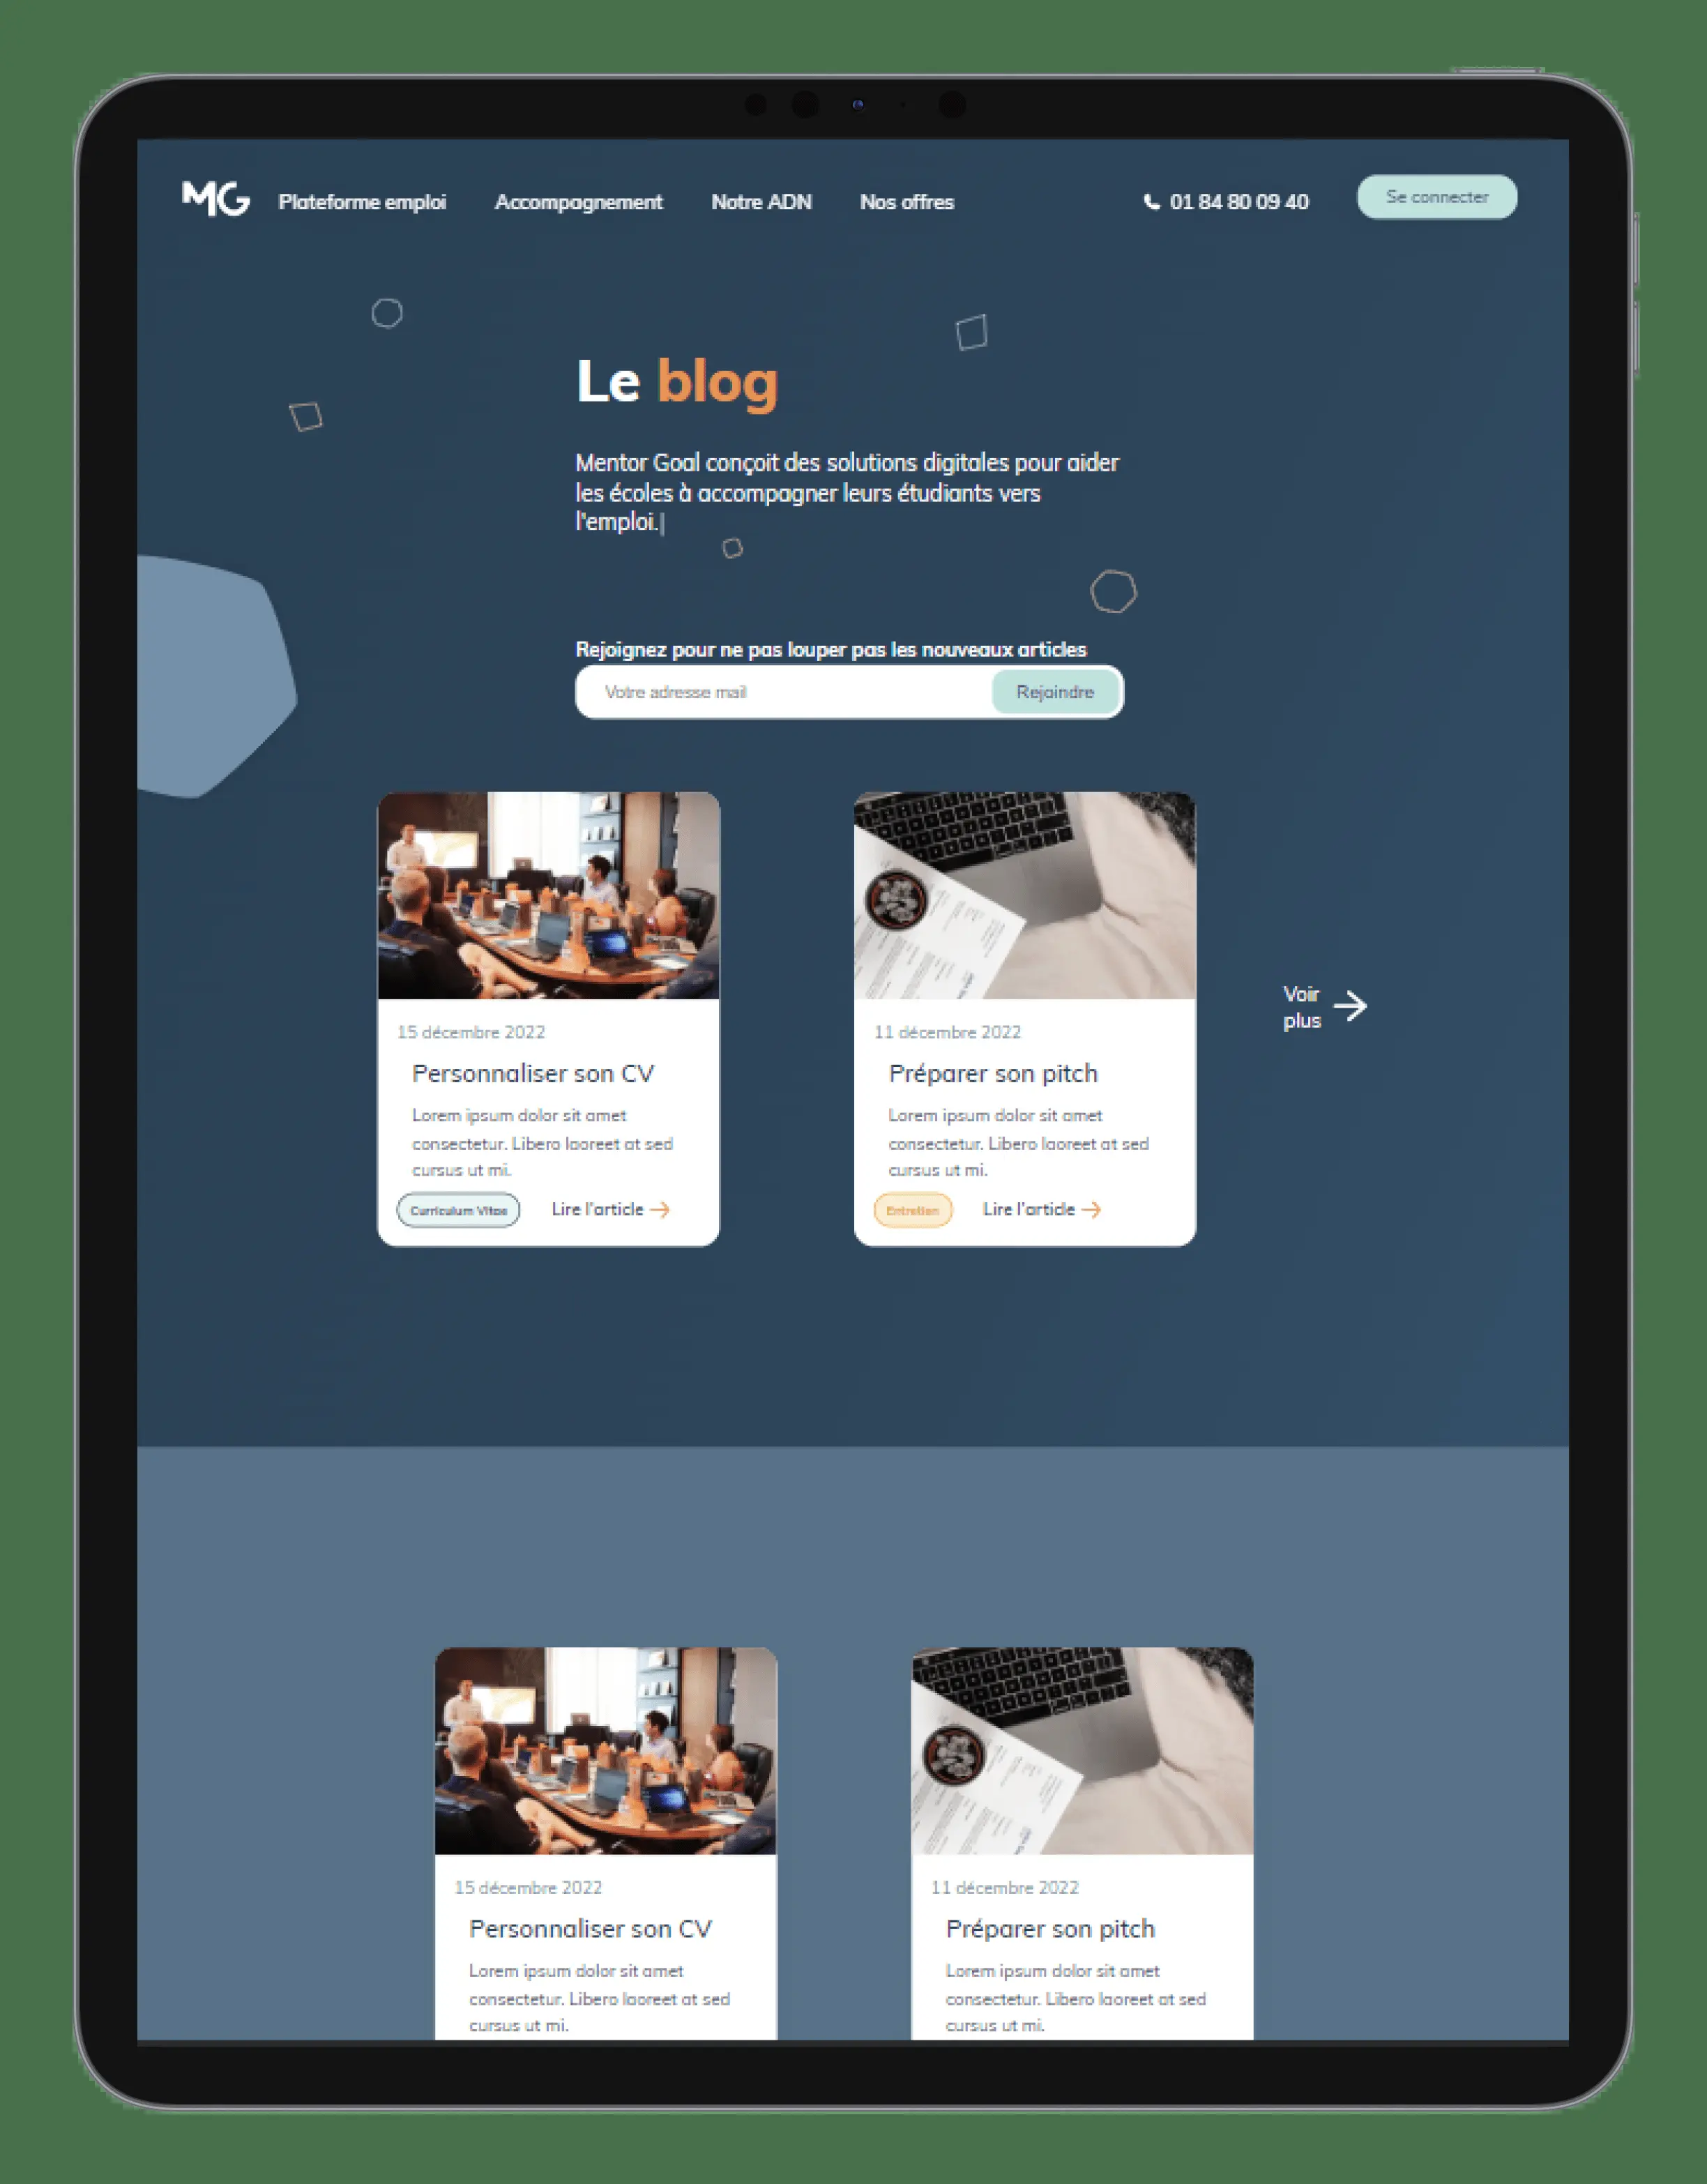 MG Plateforme emploi Accompagnement Notre ADN Nos offres 01 84 80 09 40 Se connecter
Le blog
Mentor Goal conçoit des solutions digitales pour aider
les écoles à accompagner leurs étudiants vers
l'emploi.|
Rejoignez pour ne pas louper pas les nouveaux articles
Votre adresse mail Rejoindre
15 décembre 2022
Personnaliser son CV
Lorem ipsum dolor sit amet
consectetur. Libero laoreet at sed
cursus ut mi.
Curriculum Vitae Lire l'article
11 décembre 2022
Préparer son pitch
Lorem ipsum dolor sit amet
consectetur. Libero laoreet at sed
cursus ut mi.
Entretien Lire l'article
Voir
plus
15 décembre 2022
Personnaliser son CV
Lorem ipsum dolor sit amet
consectetur. Libero laoreet at sed
cursus ut mi.
11 décembre 2022
Préparer son pitch
Lorem ipsum dolor sit amet
consectetur. Libero laoreet at sed
cursus ut mi.